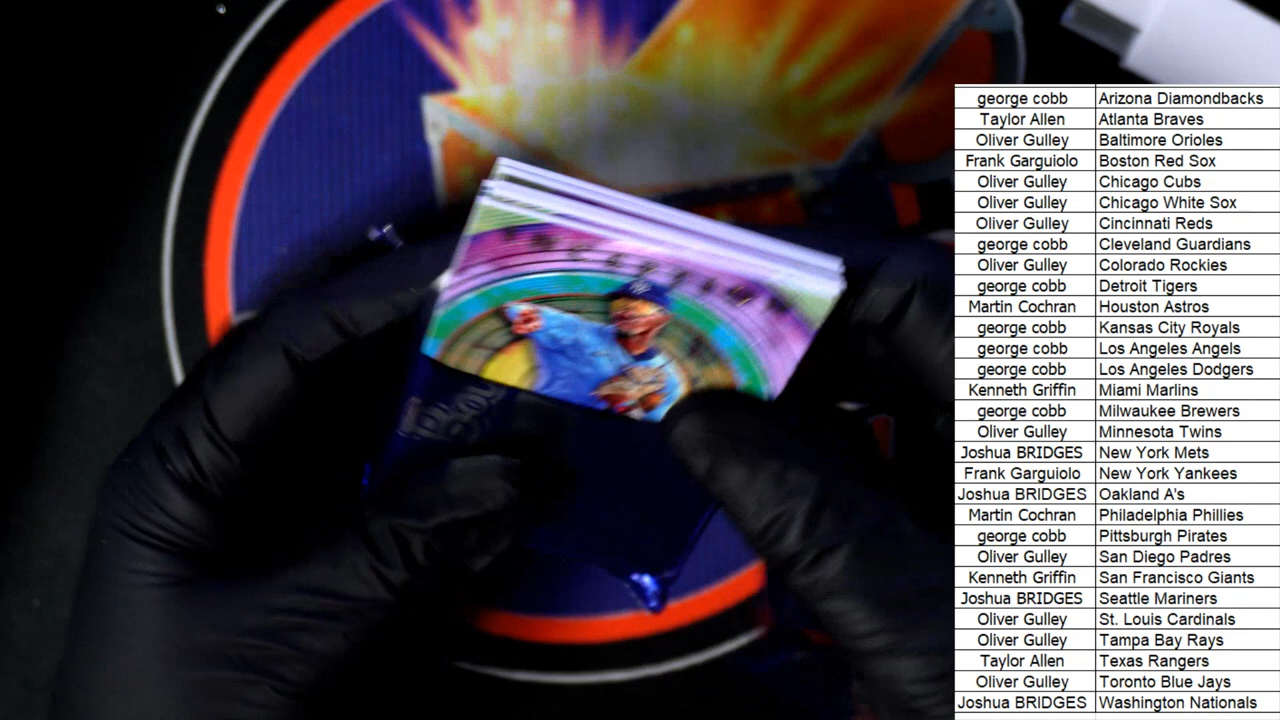 george cobb Arizona Diamondbacks
Taylor Allen Atlanta Braves
Oliver Gulley Baltimore Orioles
Frank Garguiolo Boston Red Sox
Oliver Gulley Chicago Cubs
Oliver Gulley Chicago White Sox
Oliver Gulley Cincinnati Reds
george cobb Cleveland Guardians
Oliver Gulley Colorado Rockies
george cobb Detroit Tigers
Martin Cochran Houston Astros
george cobb Kansas City Royals
george cobb Los Angeles Angels
george cobb Los Angeles Dodgers
Kenneth Griffin Miami Marlins
george cobb Milwaukee Brewers
Oliver Gulley Minnesota Twins
Joshua BRIDGES New York Mets
Frank Garguiolo New York Yankees
Joshua BRIDGES Oakland A's
Martin Cochran Philadelphia Phillies
george cobb Pittsburgh Pirates
Oliver Gulley San Diego Padres
Kenneth Griffin San Francisco Giants
Joshua BRIDGES Seattle Mariners
Oliver Gulley St. Louis Cardinals
Oliver Gulley Tampa Bay Rays
Taylor Allen Texas Rangers
Oliver Gulley Toronto Blue Jays
Joshua BRIDGES Washington Nationals